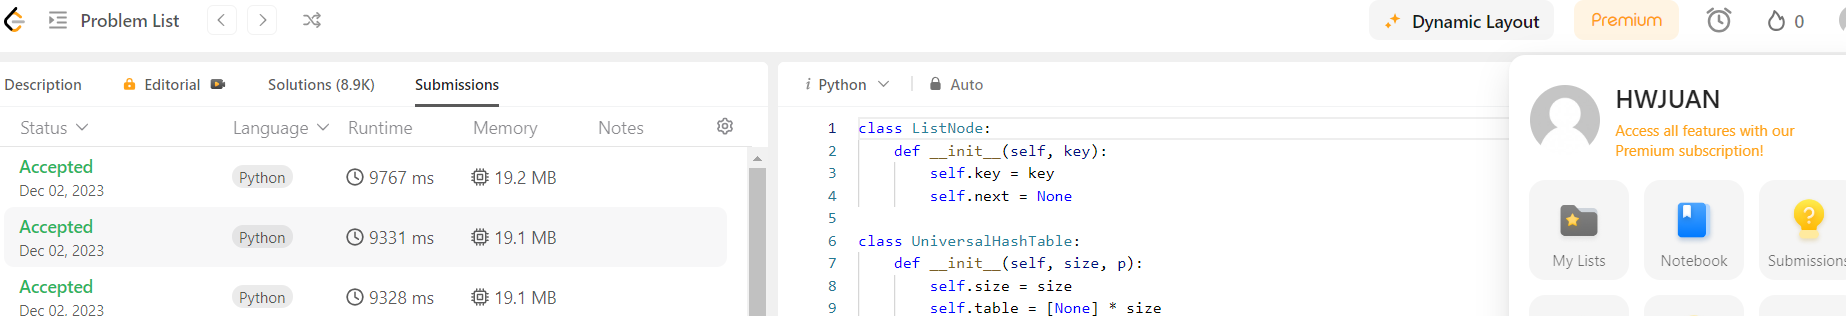 Problem List
Dynamic Layout
Premium
0
Description
Editorial
Solutions (8.9K)
Submissions
Status
Language
Runtime
Memory
Notes
Accepted
Dec 02, 2023
Python
9767 ms
19.2 MB
Accepted
Dec 02, 2023
Python
9331 ms
19.1 MB
Accepted
Dec 02, 2023
Python
9328 ms
19.1 MB
i Python
Auto
1 class ListNode:
2 def __init__(self, key):
3 self.key = key
4 self.next = None
5
6 class UniversalHashTable:
7 def __init__(self, size, p):
8 self.size = size
9 self.table = [None] * size
HWJUAN
Access all features with our
Premium subscription!
My Lists
Notebook
Submissions